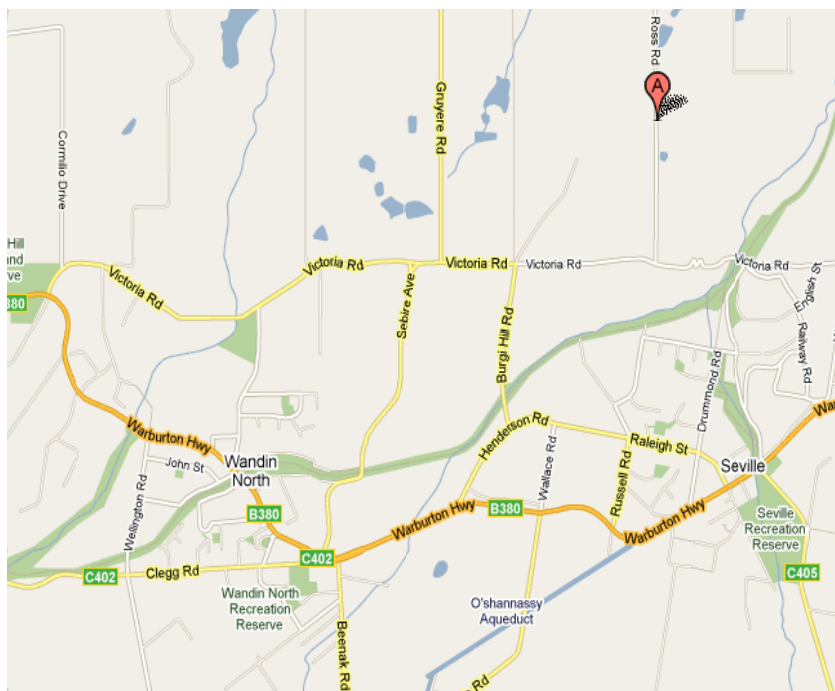 Ross Rd
A
Gruyere Rd
Cormilio Drive
Hill
and
rve
B380
Victoria Rd
Victoria Rd
Victoria Rd
Victoria Rd
Victoria Rd
Sebire Ave
Burgi Hill Rd
English St
Railway Rd
Drummond Rd
Warburton Hwy
John St
Wandin
North
Henderson Rd
Raleigh St
Wallace Rd
Russell Rd
Seville
Wellington Rd
B380
Warburton Hwy
B380
Warburton Hwy
Seville
Recreation
Reserve
C402
C402
Clegg Rd
C405
Wandin North
Recreation
Reserve
O'shannassy
Aqueduct
Beenak Rd